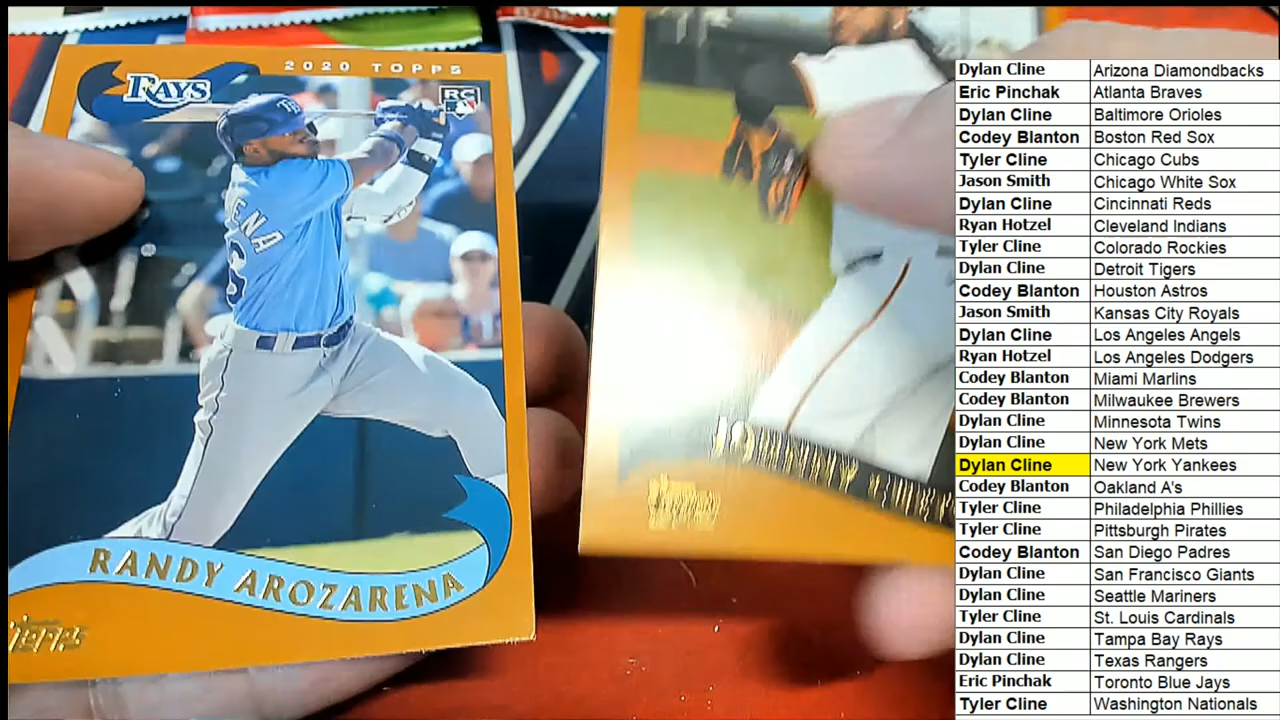 2020 TOPPS
RAYS
RC
ENA
RANDY AROZARENA
TOPPS
Dylan Cline Arizona Diamondbacks
Eric Pinchak Atlanta Braves
Dylan Cline Baltimore Orioles
Codey Blanton Boston Red Sox
Tyler Cline Chicago Cubs
Jason Smith Chicago White Sox
Dylan Cline Cincinnati Reds
Ryan Hotzel Cleveland Indians
Tyler Cline Colorado Rockies
Dylan Cline Detroit Tigers
Codey Blanton Houston Astros
Jason Smith Kansas City Royals
Dylan Cline Los Angeles Angels
Ryan Hotzel Los Angeles Dodgers
Codey Blanton Miami Marlins
Codey Blanton Milwaukee Brewers
Dylan Cline Minnesota Twins
Dylan Cline New York Mets
Dylan Cline New York Yankees
Codey Blanton Oakland A's
Tyler Cline Philadelphia Phillies
Tyler Cline Pittsburgh Pirates
Codey Blanton San Diego Padres
Dylan Cline San Francisco Giants
Dylan Cline Seattle Mariners
Tyler Cline St. Louis Cardinals
Dylan Cline Tampa Bay Rays
Dylan Cline Texas Rangers
Eric Pinchak Toronto Blue Jays
Tyler Cline Washington Nationals